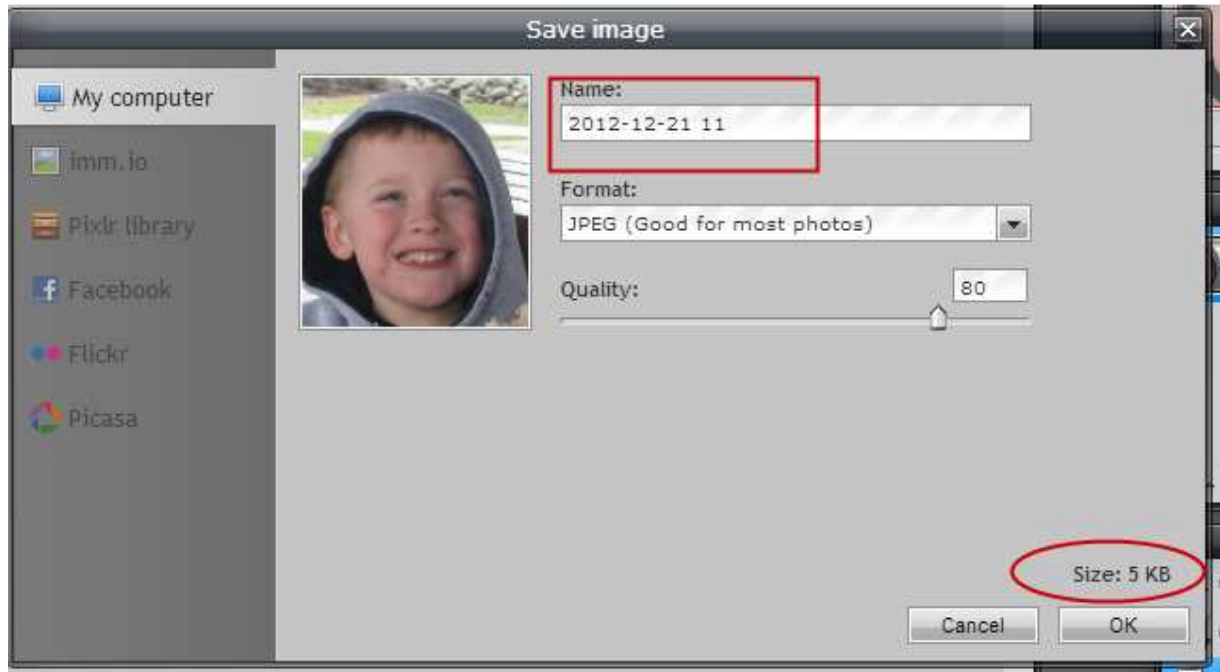 Save image
My computer
imm.io
Pixlr library
Facebook
Flickr
Picasa
Name:
2012-12-21 11
Format:
JPEG (Good for most photos)
Quality:
80
Size: 5 KB
Cancel
OK